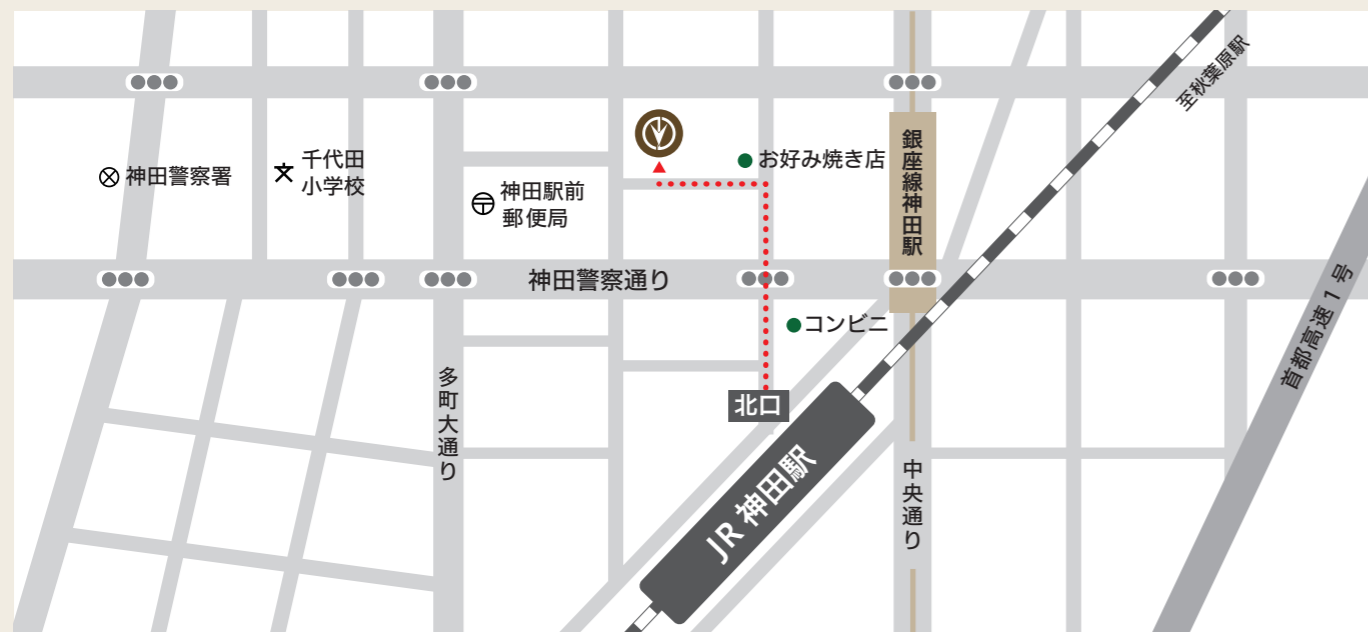 至秋葉原駅
お好み焼き店
銀座線神田駅
神田警察署
千代田
小学校
神田駅前
郵便局
神田警察通り
コンビニ
首都高速1号
多町大通り
北口
JR 神田駅
中央通り